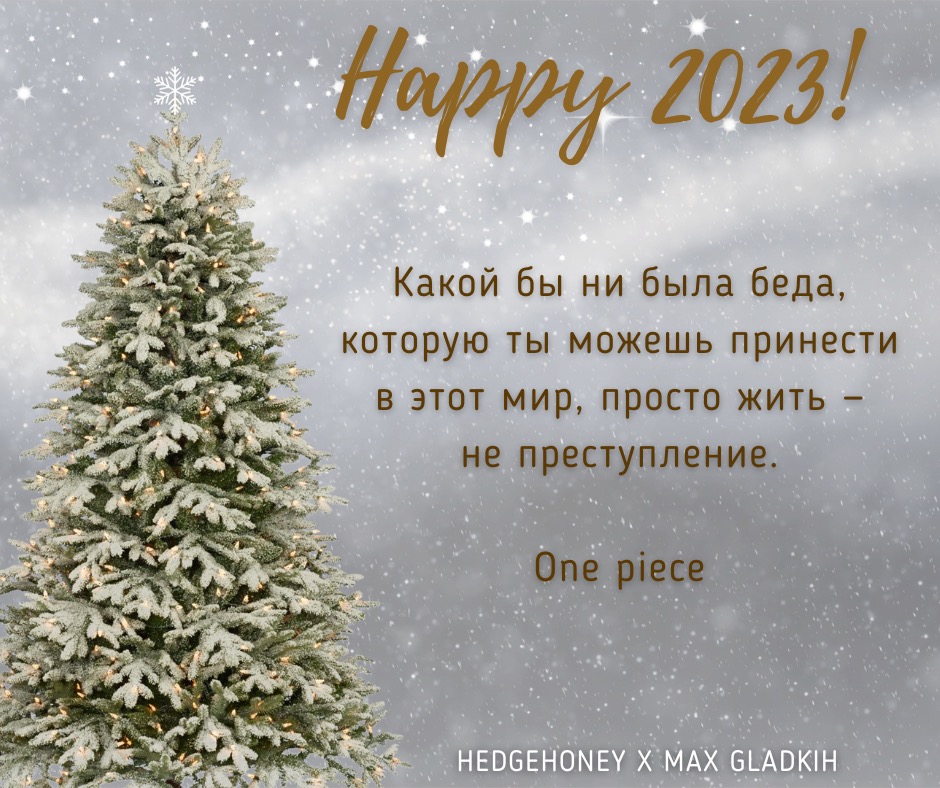 Happy 2023!
Какой бы ни была беда,
которую ты можешь принести
в этот мир, просто жить –
не преступление.
One piece
HEDGEHONEY X MAX GLADKIH